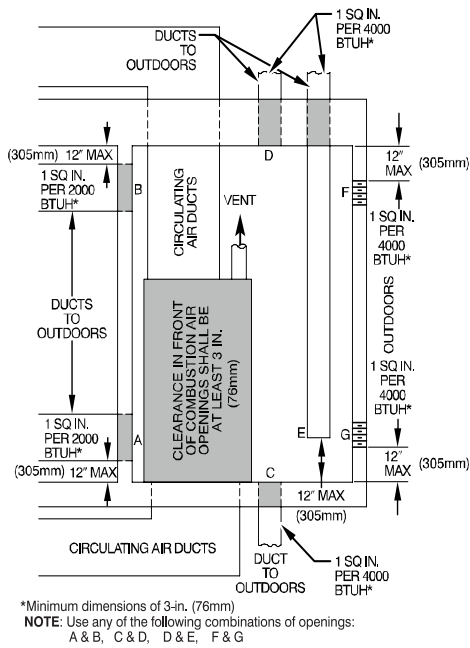 DUCTS
TO
OUTDOORS
1 SQ IN.
PER 4000
BTUH*
12" MAX
(305mm)
1 SQ IN.
PER 2000
BTUH*
B
D
CIRCULATING
AIR DUCTS
VENT
F
12"
MAX
(305mm)
1 SQ IN.
PER
4000
BTUH*
DUCTS
TO
OUTDOORS
CLEARANCE IN FRONT
OF COMBUSTION AIR
OPENINGS SHALL BE
AT LEAST 3 IN.
(76mm)
OUTDOORS
1 SQ IN.
PER
4000
BTUH*
1 SQ IN.
PER 2000
BTUH*
A
E
G
(305mm)
12" MAX
C
12"
MAX
(305mm)
12" MAX
(305mm)
CIRCULATING AIR DUCTS
DUCT
TO
OUTDOORS
1 SQ IN.
PER 4000
BTUH*
*Minimum dimensions of 3-in. (76mm)
NOTE: Use any of the following combinations of openings:
A & B, C & D, D & E, F & G